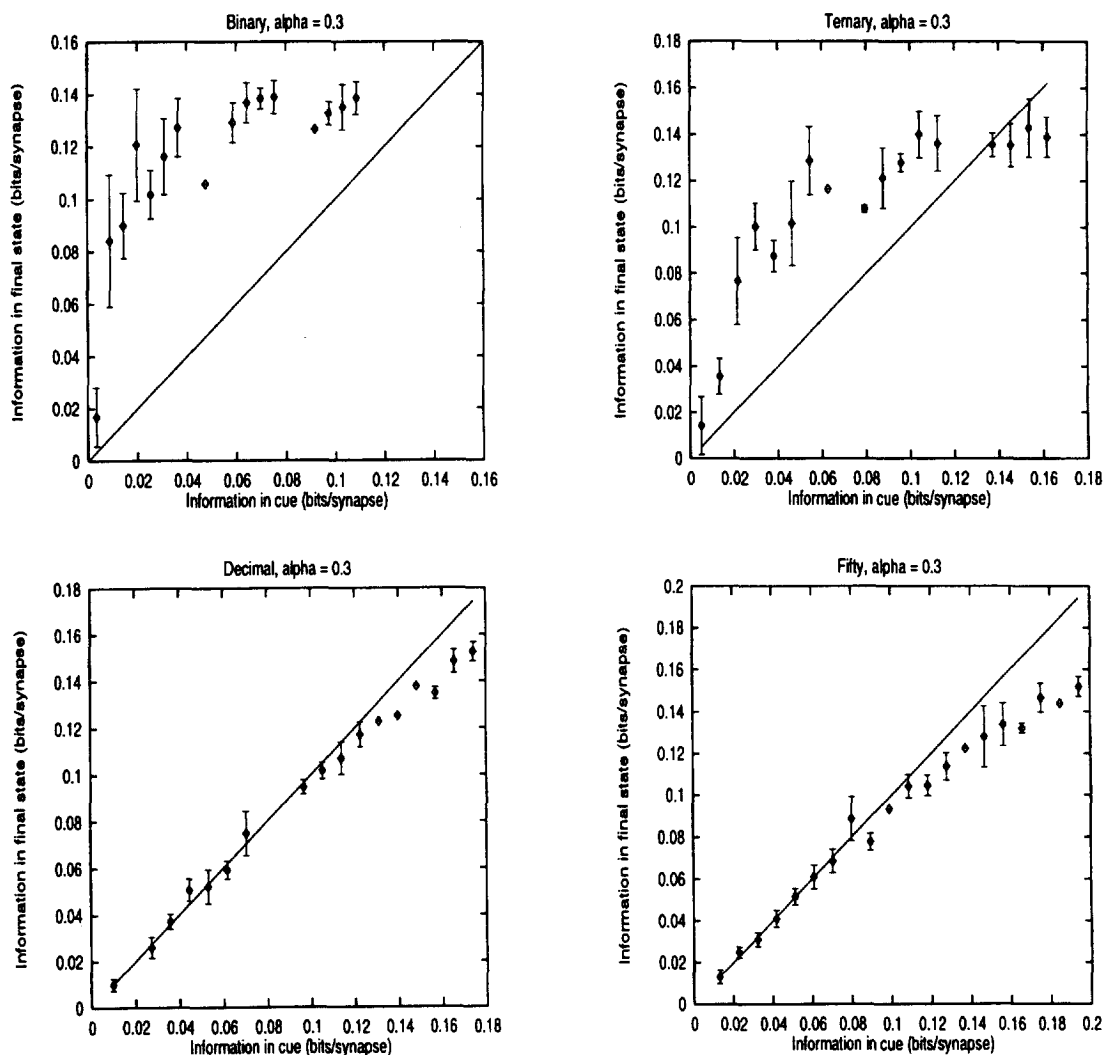 Binary, alpha = 0.3
Information in final state (bits/synapse)
0.16
0.14
0.12
0.1
0.08
0.06
0.04
0.02
0
0 0.02 0.04 0.06 0.08 0.10 0.12 0.14 0.16
Information in cue (bits/synapse)
Ternary, alpha = 0.3
Information in final state (bits/synapse)
0.18
0.16
0.14
0.12
0.1
0.08
0.06
0.04
0.02
0
0 0.02 0.04 0.06 0.08 0.10 0.12 0.14 0.16 0.18
Information in cue (bits/synapse)
Decimal, alpha = 0.3
Information in final state (bits/synapse)
0.18
0.16
0.14
0.12
0.1
0.08
0.06
0.04
0.02
0
0 0.02 0.04 0.06 0.08 0.10 0.12 0.14 0.16 0.18
Information in cue (bits/synapse)
Fifty, alpha = 0.3
Information in final state (bits/synapse)
0.2
0.18
0.16
0.14
0.12
0.1
0.08
0.06
0.04
0.02
0
0 0.02 0.04 0.06 0.08 0.1 0.12 0.14 0.16 0.18 0.2
Information in cue (bits/synapse)